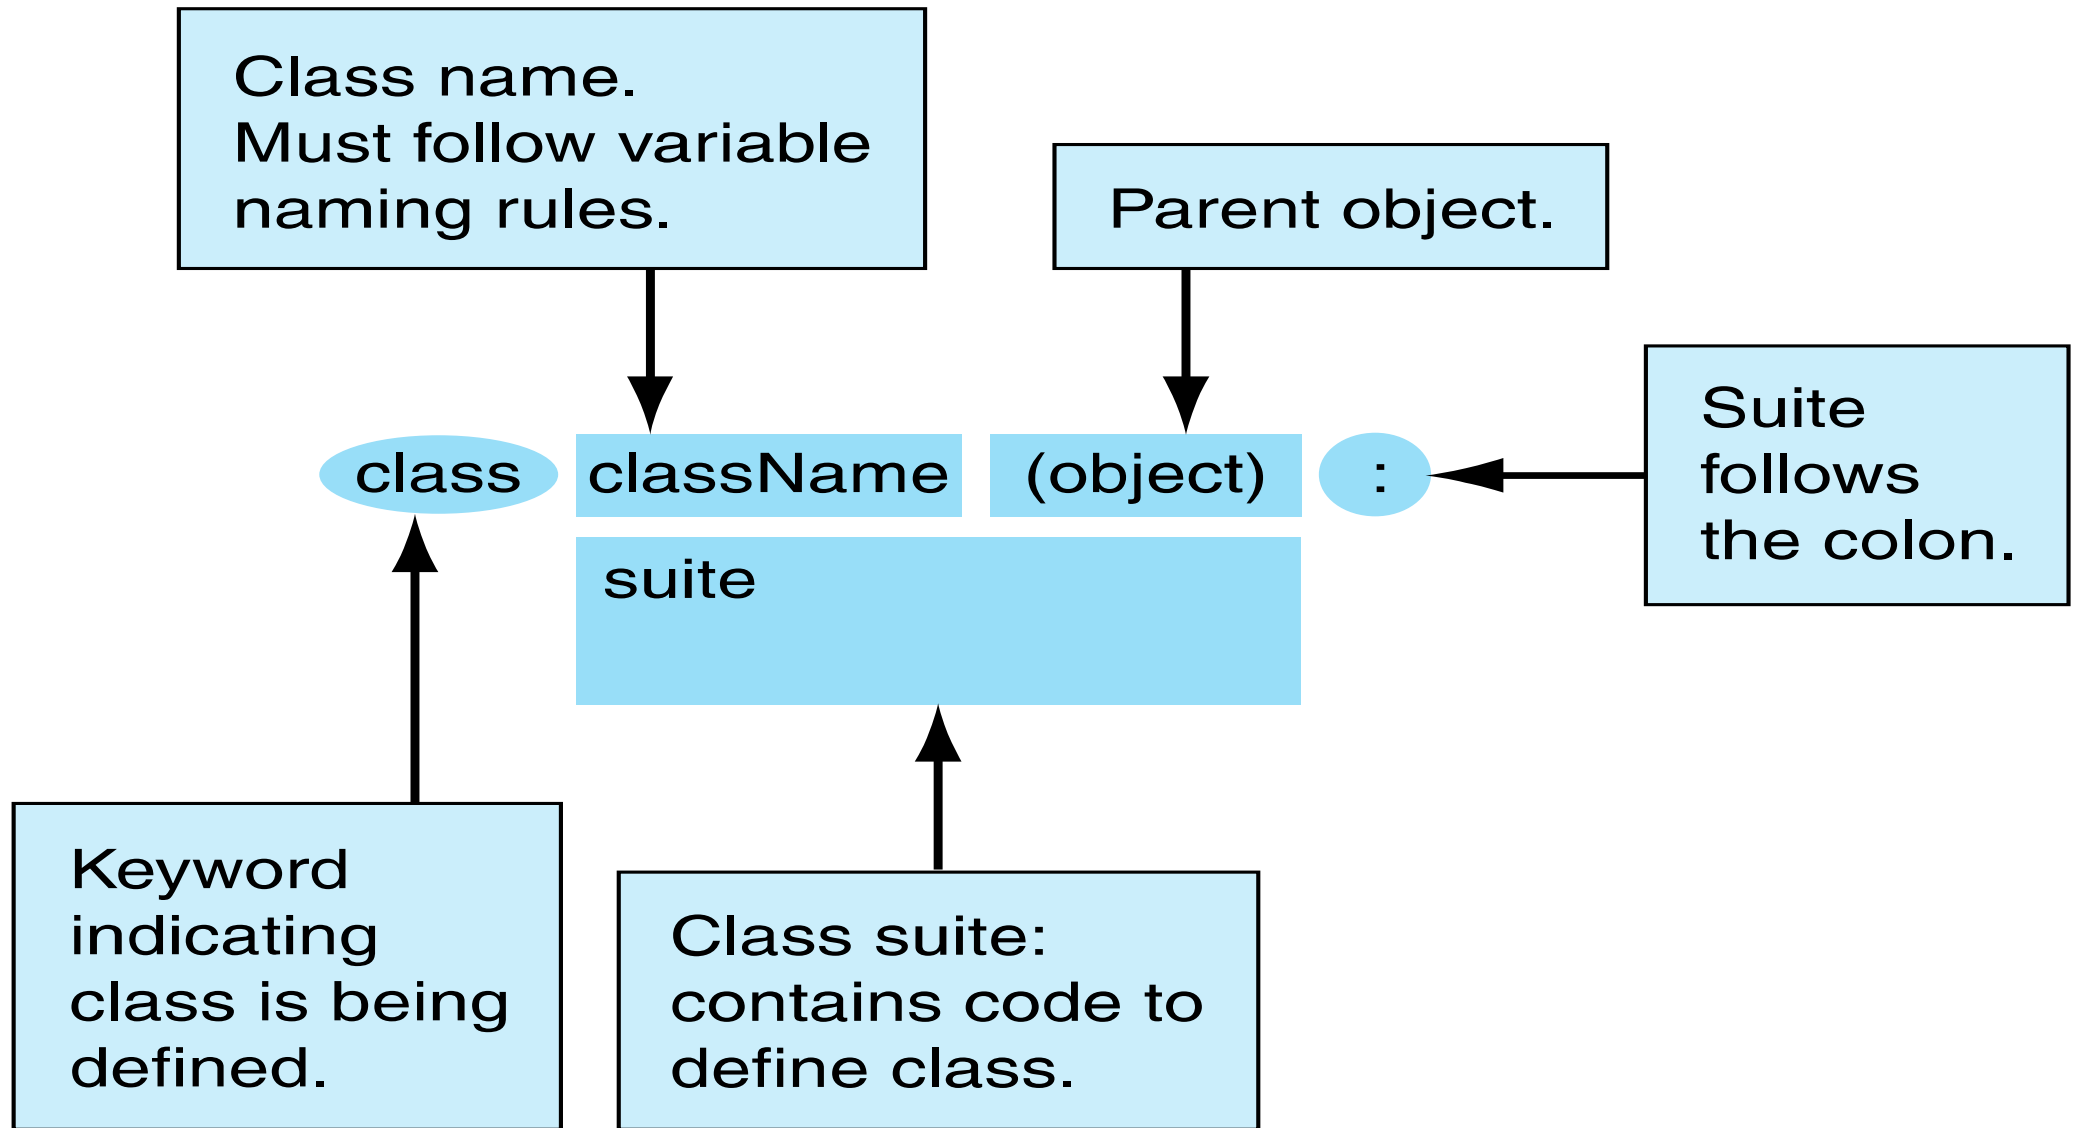 Class name.
Must follow variable
naming rules.
Parent object.
Suite
follows
the colon.
class className (object) :
suite
Keyword
indicating
class is being
defined.
Class suite:
contains code to
define class.